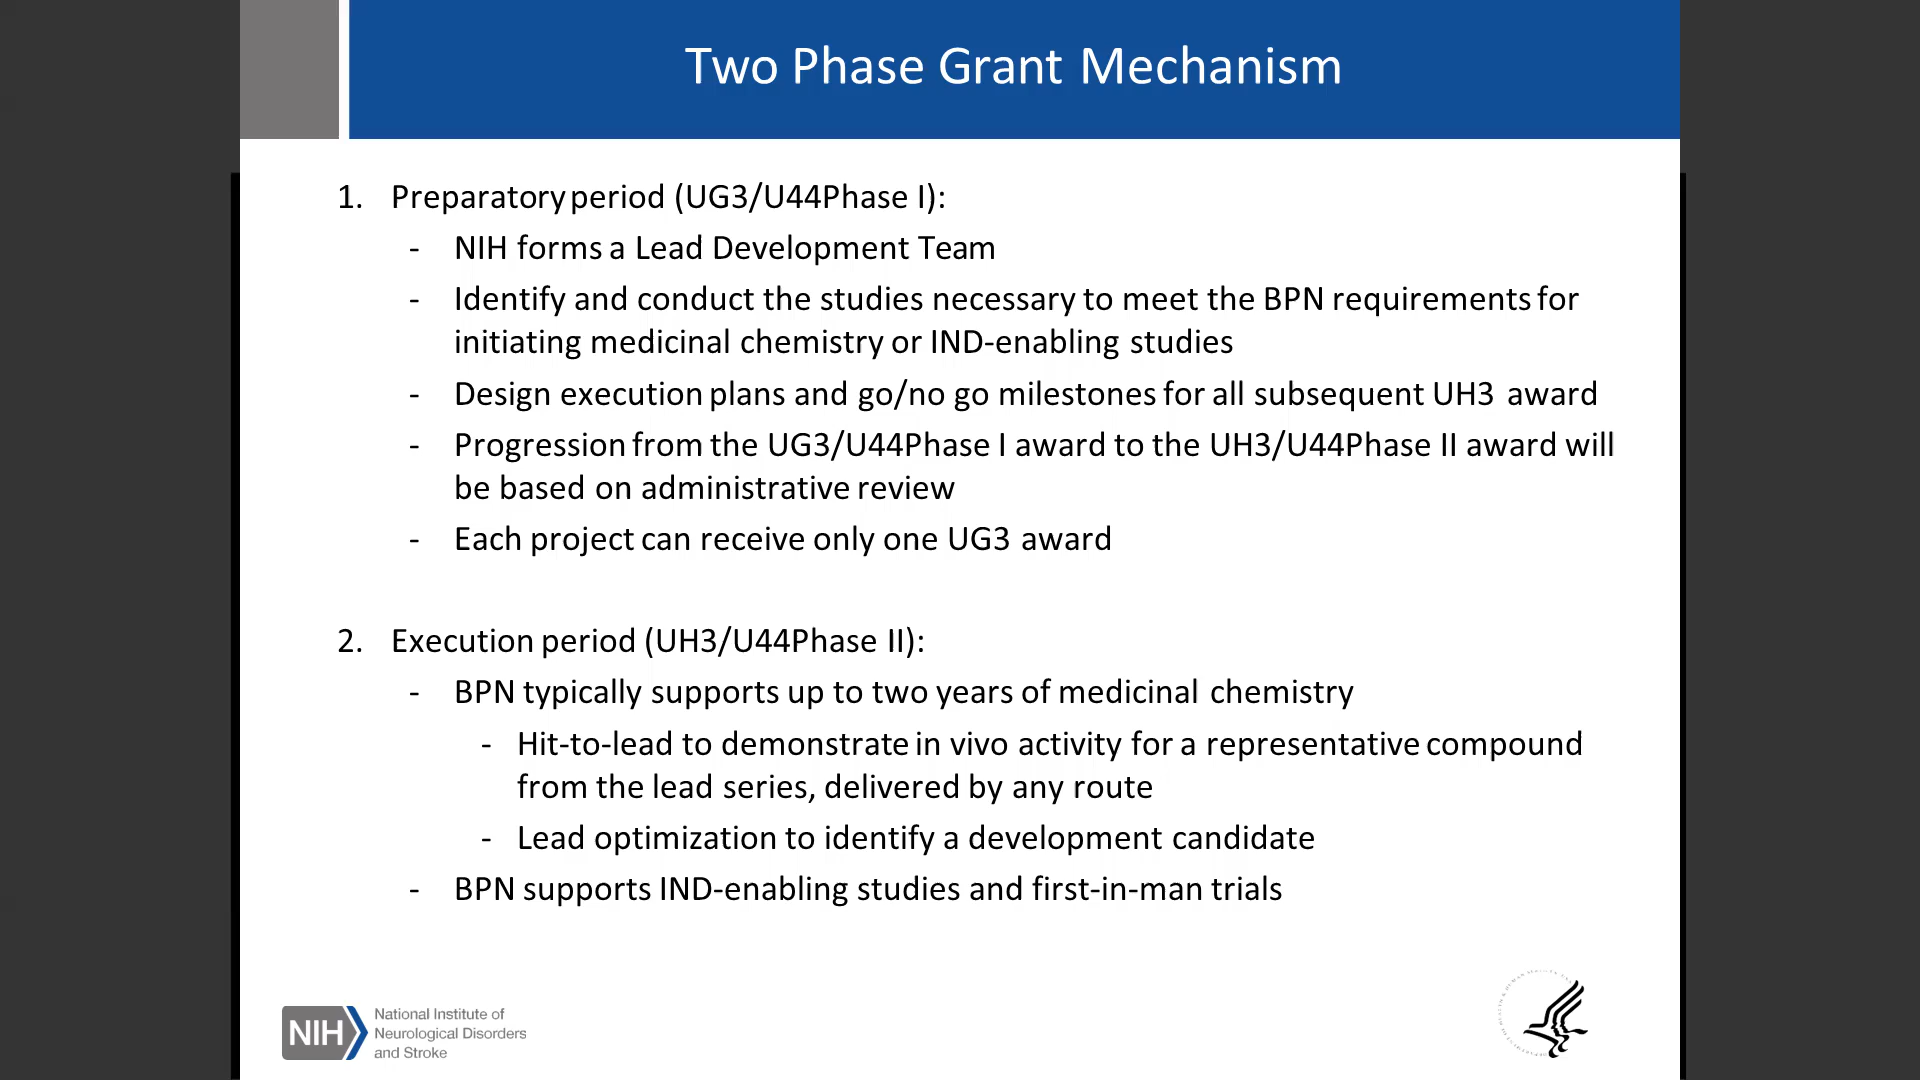 Two Phase Grant Mechanism
1. Preparatory period (UG3/U44Phase I):
- NIH forms a Lead Development Team
- Identify and conduct the studies necessary to meet the BPN requirements for
initiating medicinal chemistry or IND-enabling studies
- Design execution plans and go/no go milestones for all subsequent UH3 award
- Progression from the UG3/U44Phase I award to the UH3/U44Phase II award will
be based on administrative review
- Each project can receive only one UG3 award
2. Execution period (UH3/U44Phase II):
- BPN typically supports up to two years of medicinal chemistry
- Hit-to-lead to demonstrate in vivo activity for a representative compound
from the lead series, delivered by any route
- Lead optimization to identify a development candidate
- BPN supports IND-enabling studies and first-in-man trials
NIH
National Institute of
Neurological Disorders
and Stroke